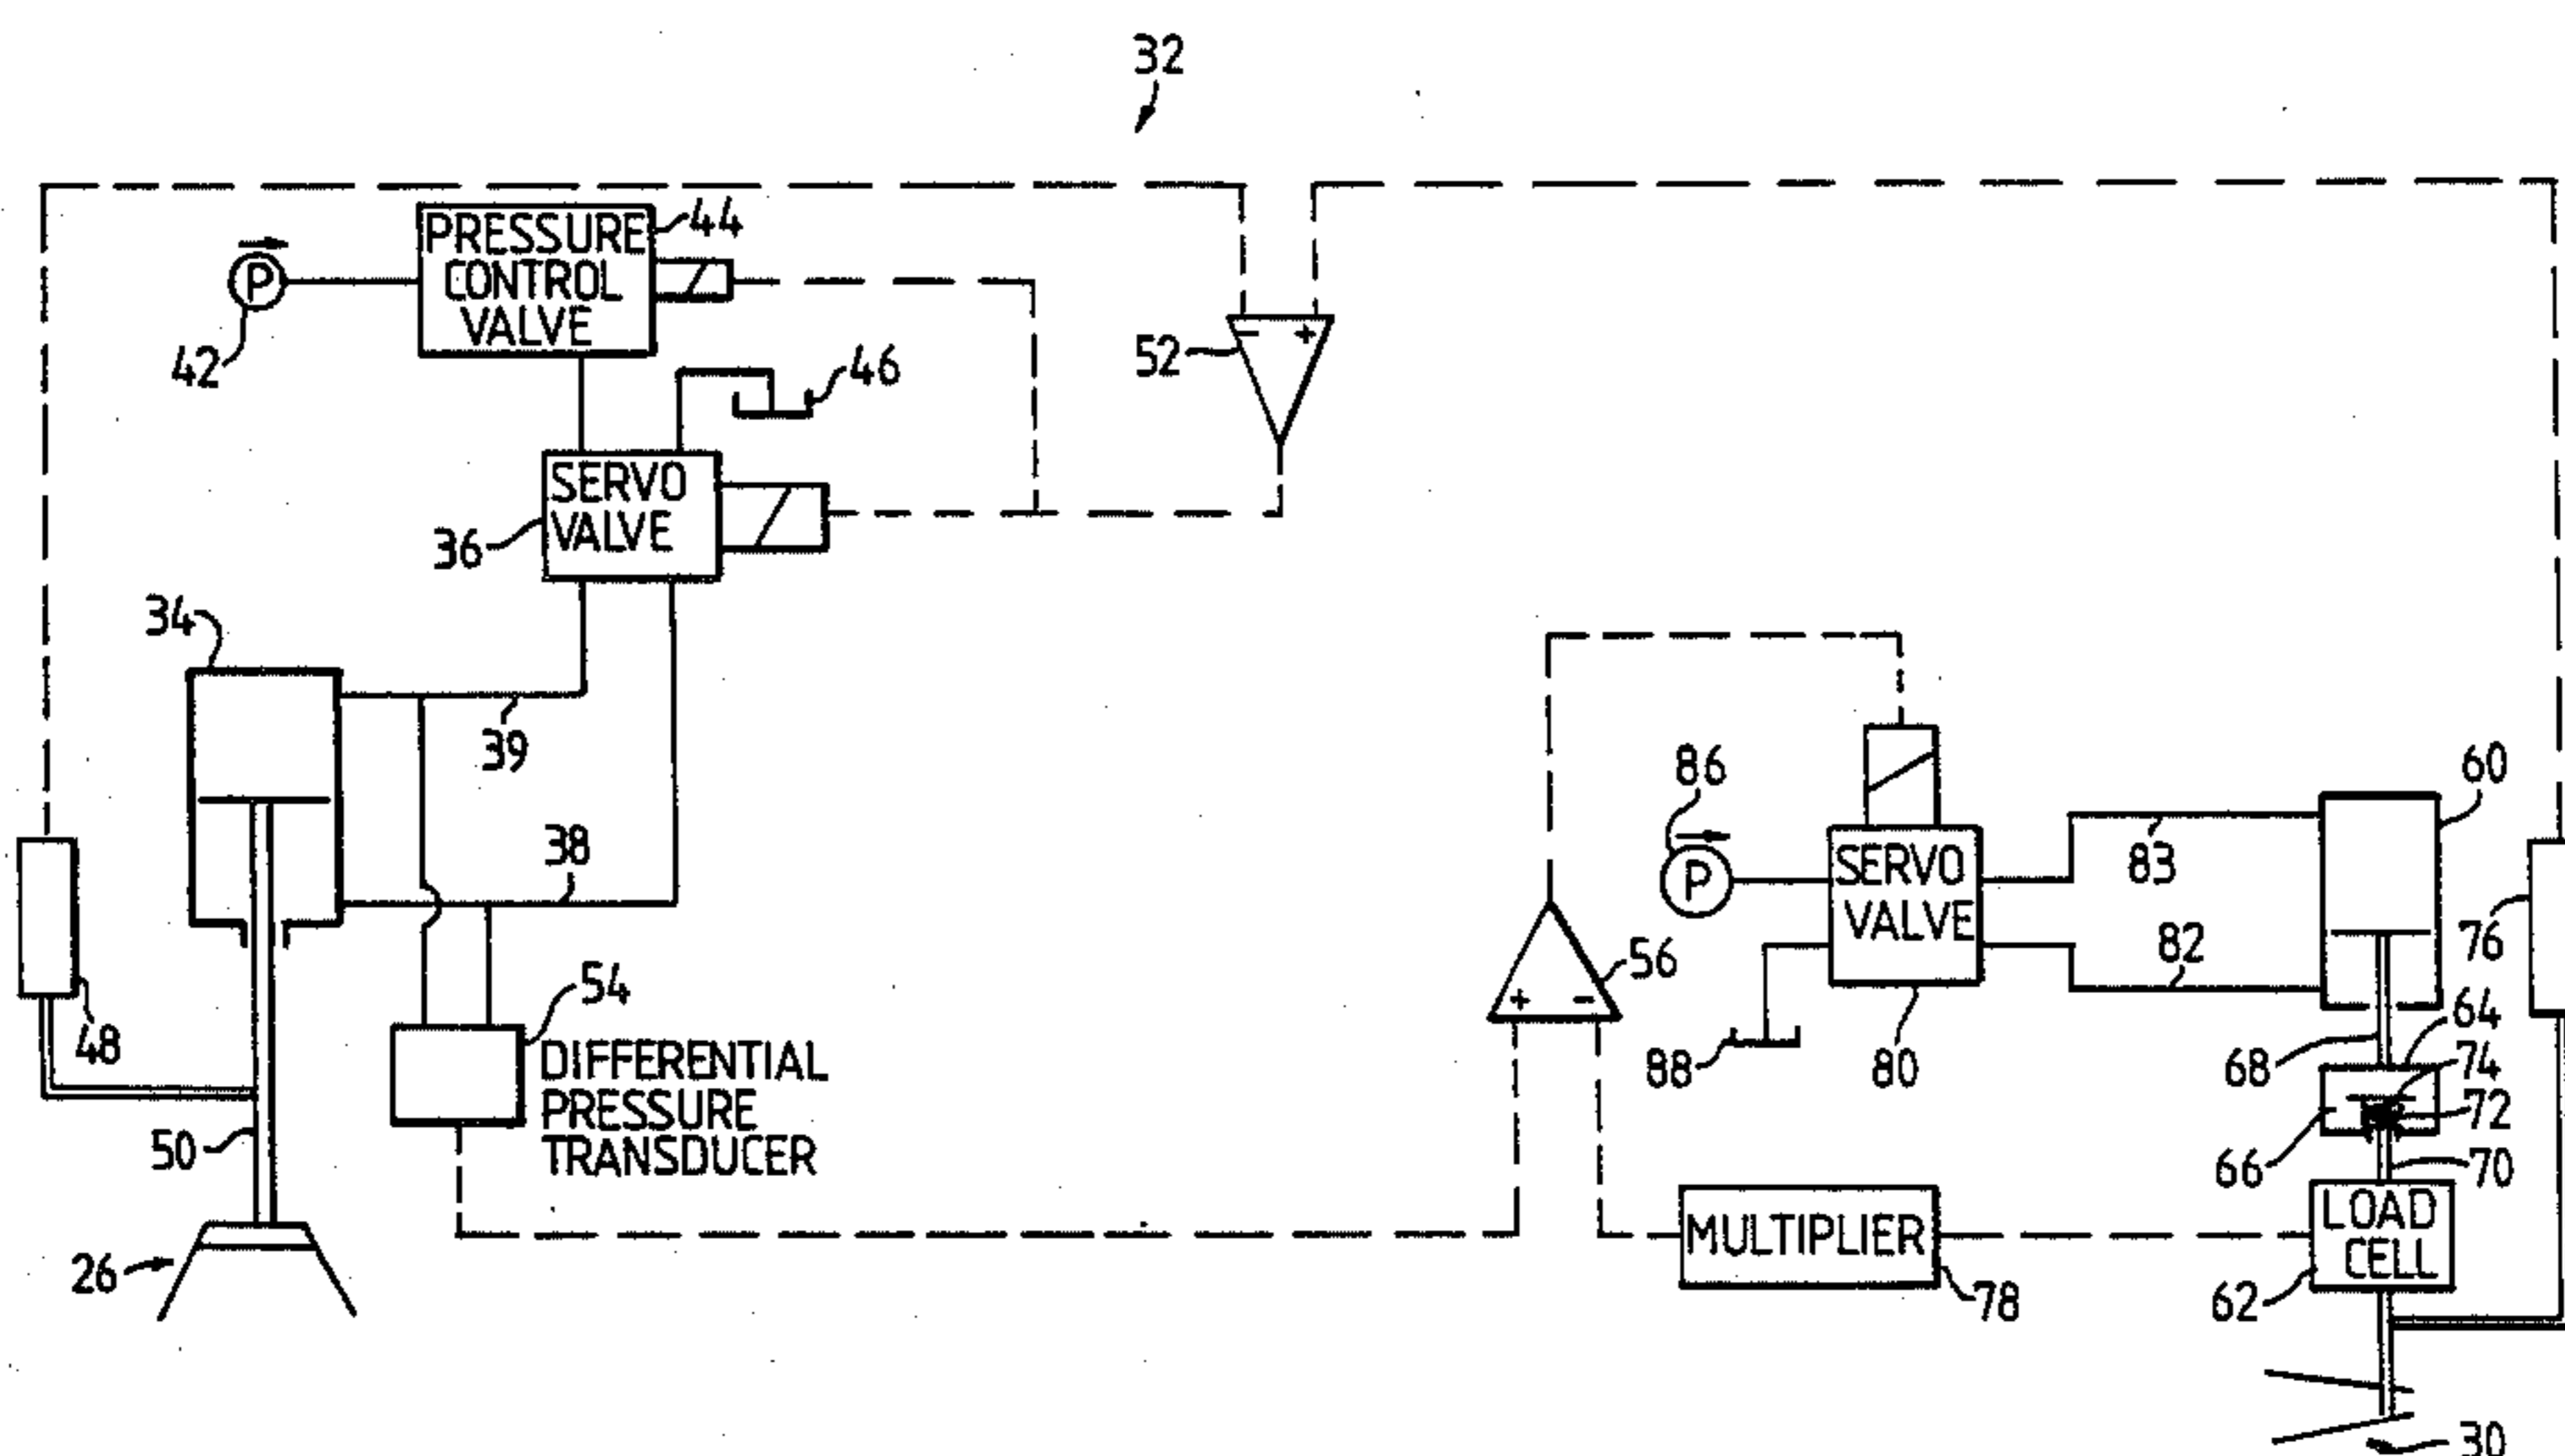 32
PRESSURE
CONTROL
VALVE
44
P
42
46
52
- +
SERVO
VALVE
36
34
39
38
48
54
DIFFERENTIAL
PRESSURE
TRANSDUCER
50
26
86
P
SERVO
VALVE
60
83
82
76
56
+ -
88
80
68
64
74
72
66
70
LOAD
CELL
62
MULTIPLIER
78
30